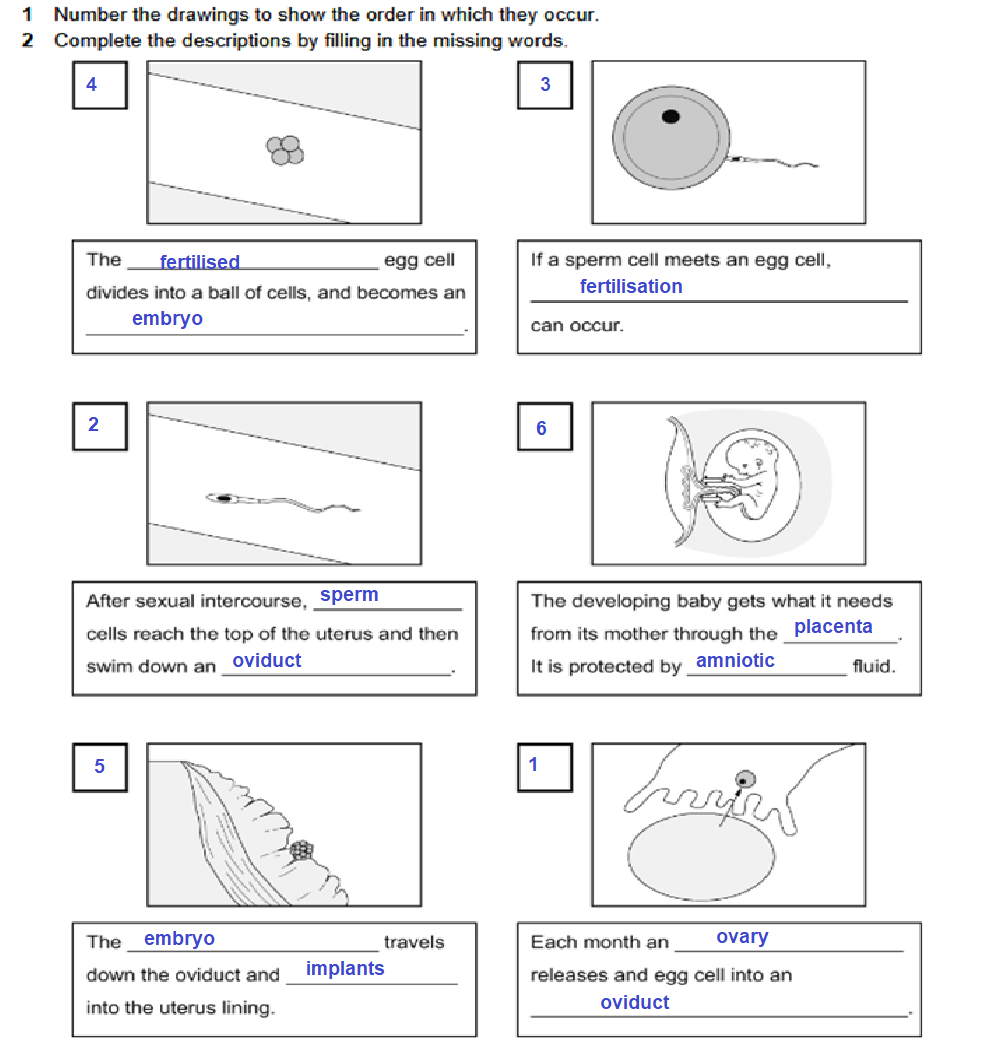 1 Number the drawings to show the order in which they occur.
2 Complete the descriptions by filling in the missing words.
4
The fertilised egg cell
divides into a ball of cells, and becomes an
embryo.
3
If a sperm cell meets an egg cell,
fertilisation
can occur.
2
After sexual intercourse, sperm
cells reach the top of the uterus and then
swim down an oviduct.
6
The developing baby gets what it needs
from its mother through the placenta.
It is protected by amniotic fluid.
5
The embryo travels
down the oviduct and implants
into the uterus lining.
1
Each month an ovary
releases and egg cell into an
oviduct.